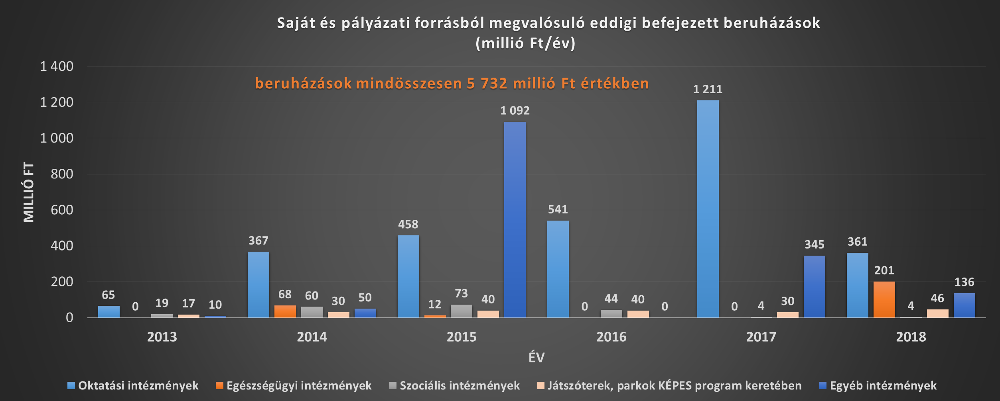 Saját és pályázati forrásból megvalósuló eddigi befejezett beruházások
(millió Ft/év)
beruházások mindösszesen 5 732 millió Ft értékben
MILLIÓ FT
1 400
1 200
1 000
800
600
400
200
0
65 0 19 17 10
367 68 60 30 50
458 12 73 40 1 092
541 0 44 40 0
1 211 0 4 30 345
361 201 4 46 136
2013 2014 2015 2016 2017 2018
ÉV
Oktatási intézmények Egészségügyi intézmények Szociális intézmények Játszóterek, parkok KÉPES program keretében Egyéb intézmények